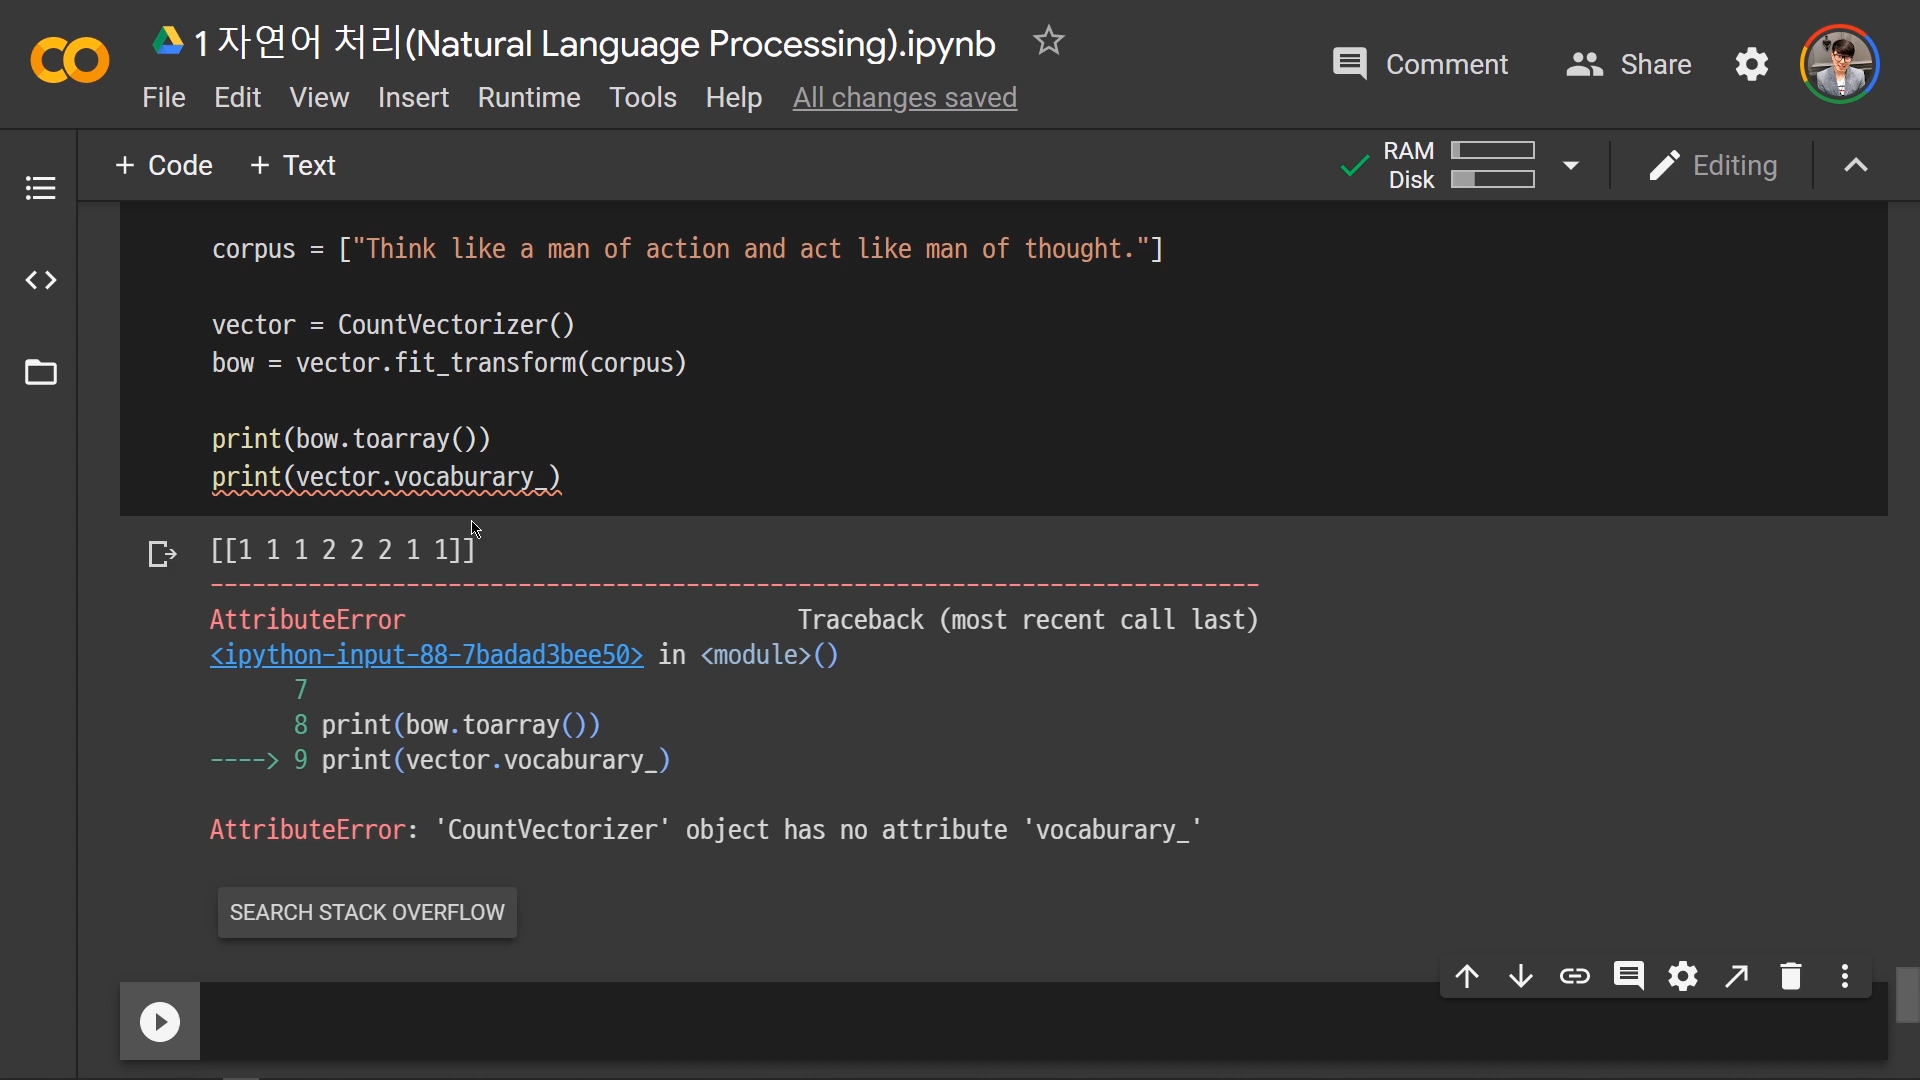 1 자연어 처리(Natural Language Processing).ipynb
Comment
Share
File Edit View Insert Runtime Tools Help All changes saved
+ Code + Text
RAM
Disk
Editing
corpus = ["Think like a man of action and act like man of thought."]
vector = CountVectorizer()
bow = vector.fit_transform(corpus)
print(bow.toarray())
print(vector.vocaburary_)
[[1 1 1 2 2 2 1 1]]
---------------------------------------------------------------------------
AttributeError Traceback (most recent call last)
<ipython-input-88-7badad3bee50> in <module>()
7
8 print(bow.toarray())
----> 9 print(vector.vocaburary_)
AttributeError: 'CountVectorizer' object has no attribute 'vocaburary_'
SEARCH STACK OVERFLOW